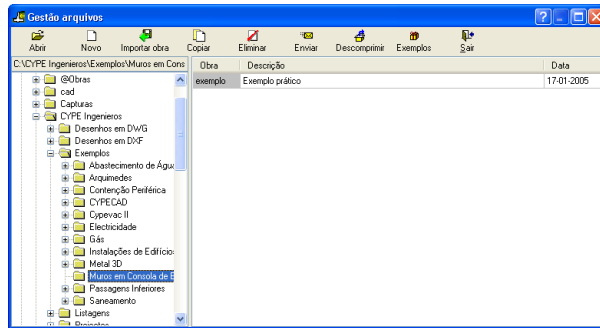 Gestão arquivos
Abrir Novo Importar obra Copiar Eliminar Enviar Descomprimir Exemplos Sair
C:\CYPE Ingenieros\Exemplos\Muros em Cons
Obra Descrição Data
exemplo Exemplo prático 17-01-2005
@Obras
cad
Capturas
CYPE Ingenieros
Desenhos em DWG
Desenhos em DXF
Exemplos
Abastecimento de Água
Arquimedes
Contenção Periférica
CYPECAD
Cypevac II
Electricidade
Gás
Instalações de Edifício
Metal 3D
Muros em Consola de B
Passagens Inferiores
Saneamento
Listagens
Projectos